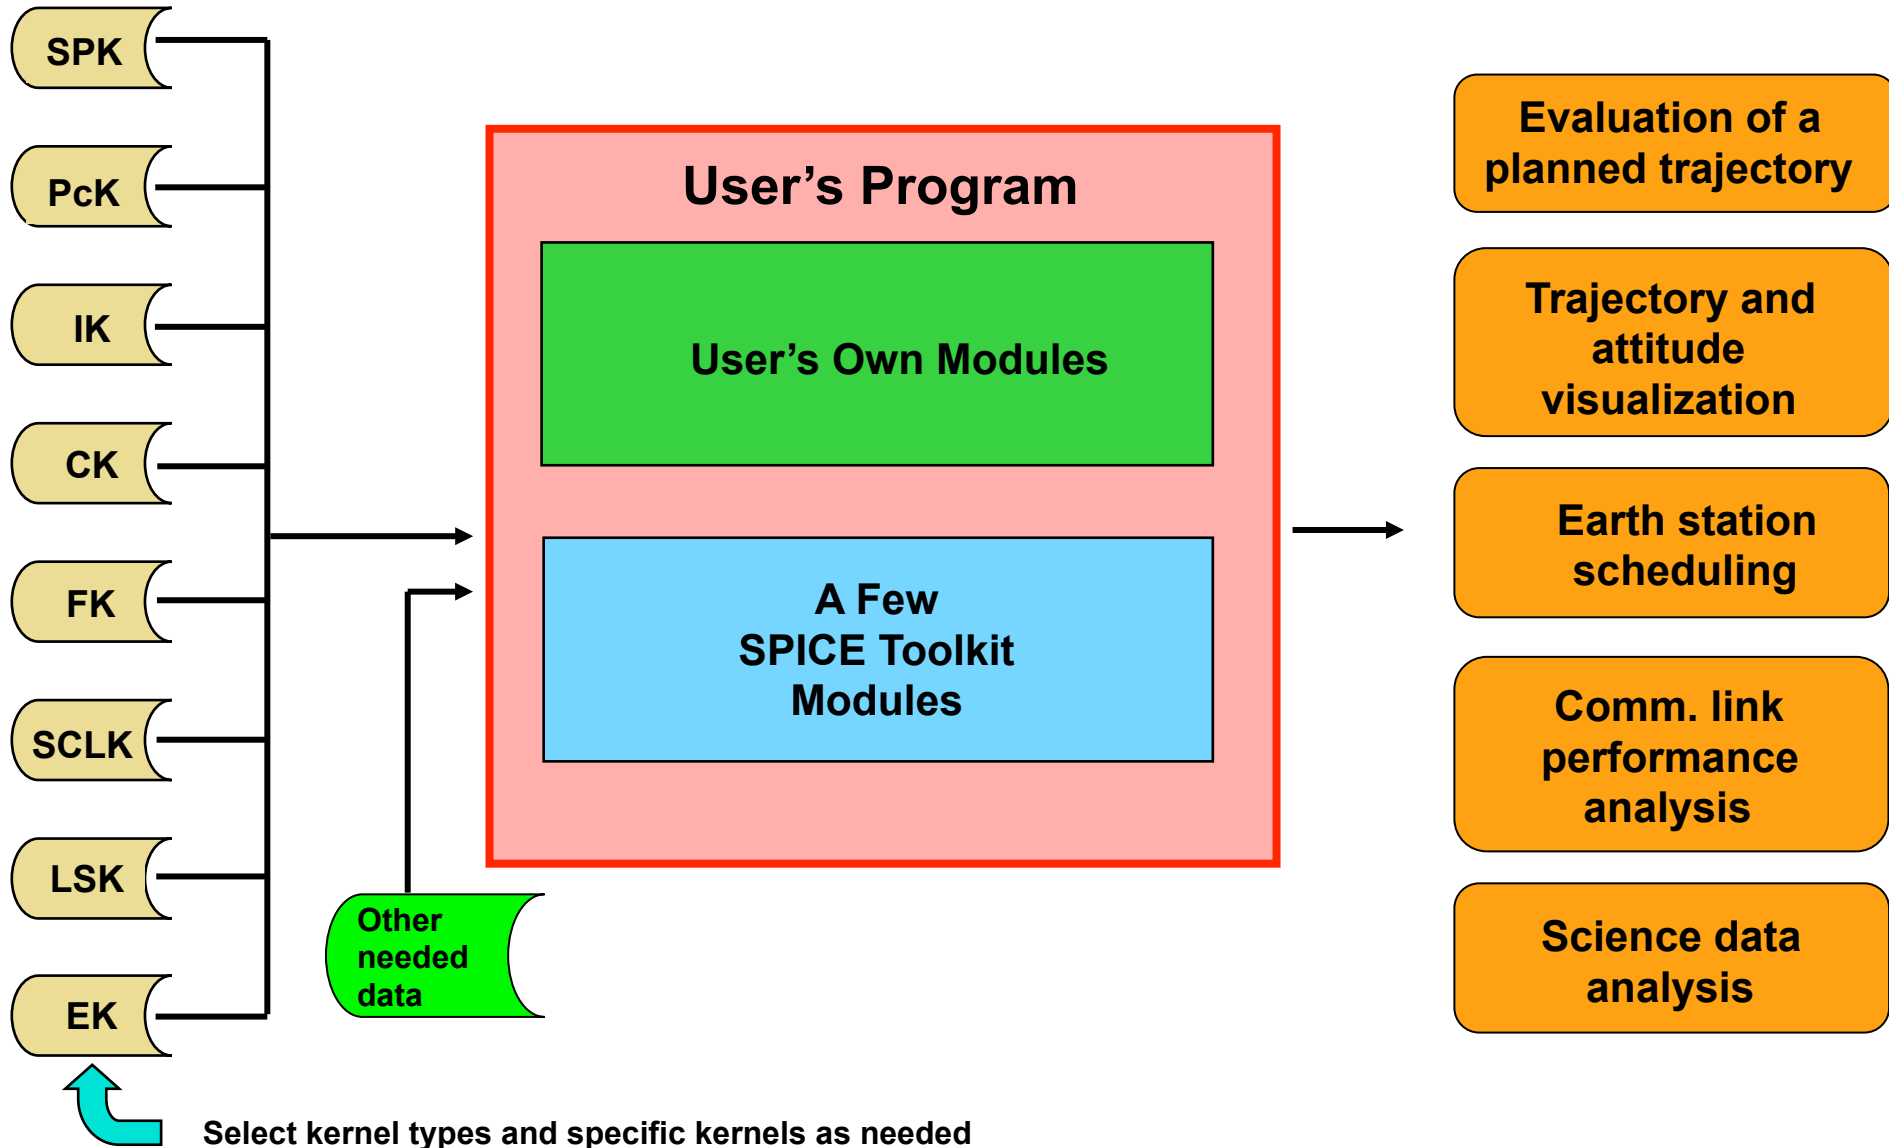 SPK
PcK
IK
CK
FK
SCLK
LSK
EK
Select kernel types and specific kernels as needed
Other
needed
data
User’s Program
User’s Own Modules
A Few
SPICE Toolkit
Modules
Evaluation of a
planned trajectory
Trajectory and
attitude
visualization
Earth station
scheduling
Comm. link
performance
analysis
Science data
analysis